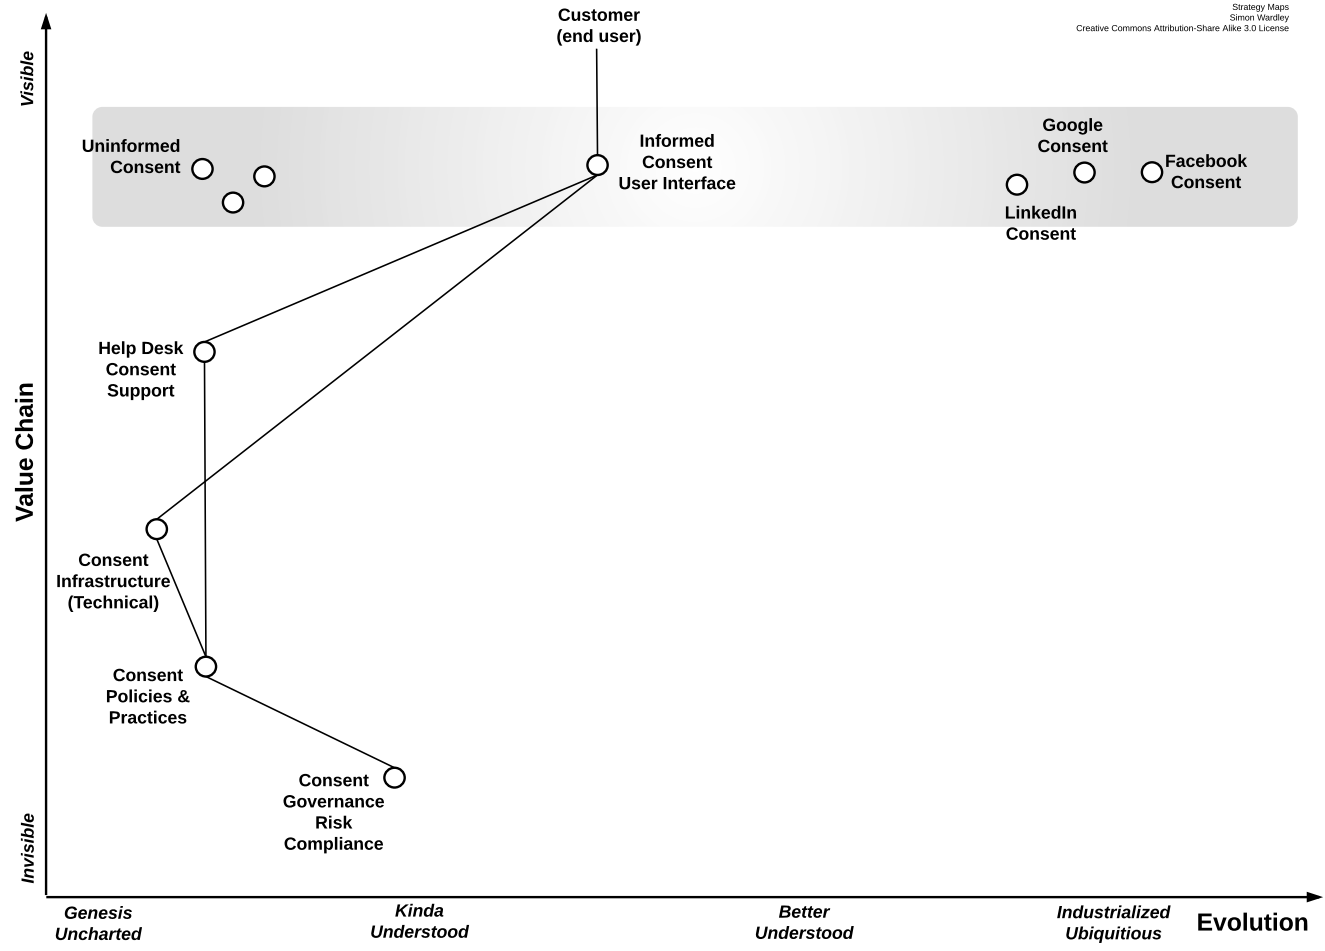 Strategy Maps
Simon Wardley
Creative Commons Attribution-Share Alike 3.0 License
Customer
(end user)
Visible
Uninformed
Consent
Informed
Consent
User Interface
Google
Consent
Facebook
Consent
LinkedIn
Consent
Help Desk
Consent
Support
Value Chain
Consent
Infrastructure
(Technical)
Consent
Policies &
Practices
Consent
Governance
Risk
Compliance
Invisible
Genesis
Uncharted
Kinda
Understood
Better
Understood
Industrialized
Ubiquitious
Evolution